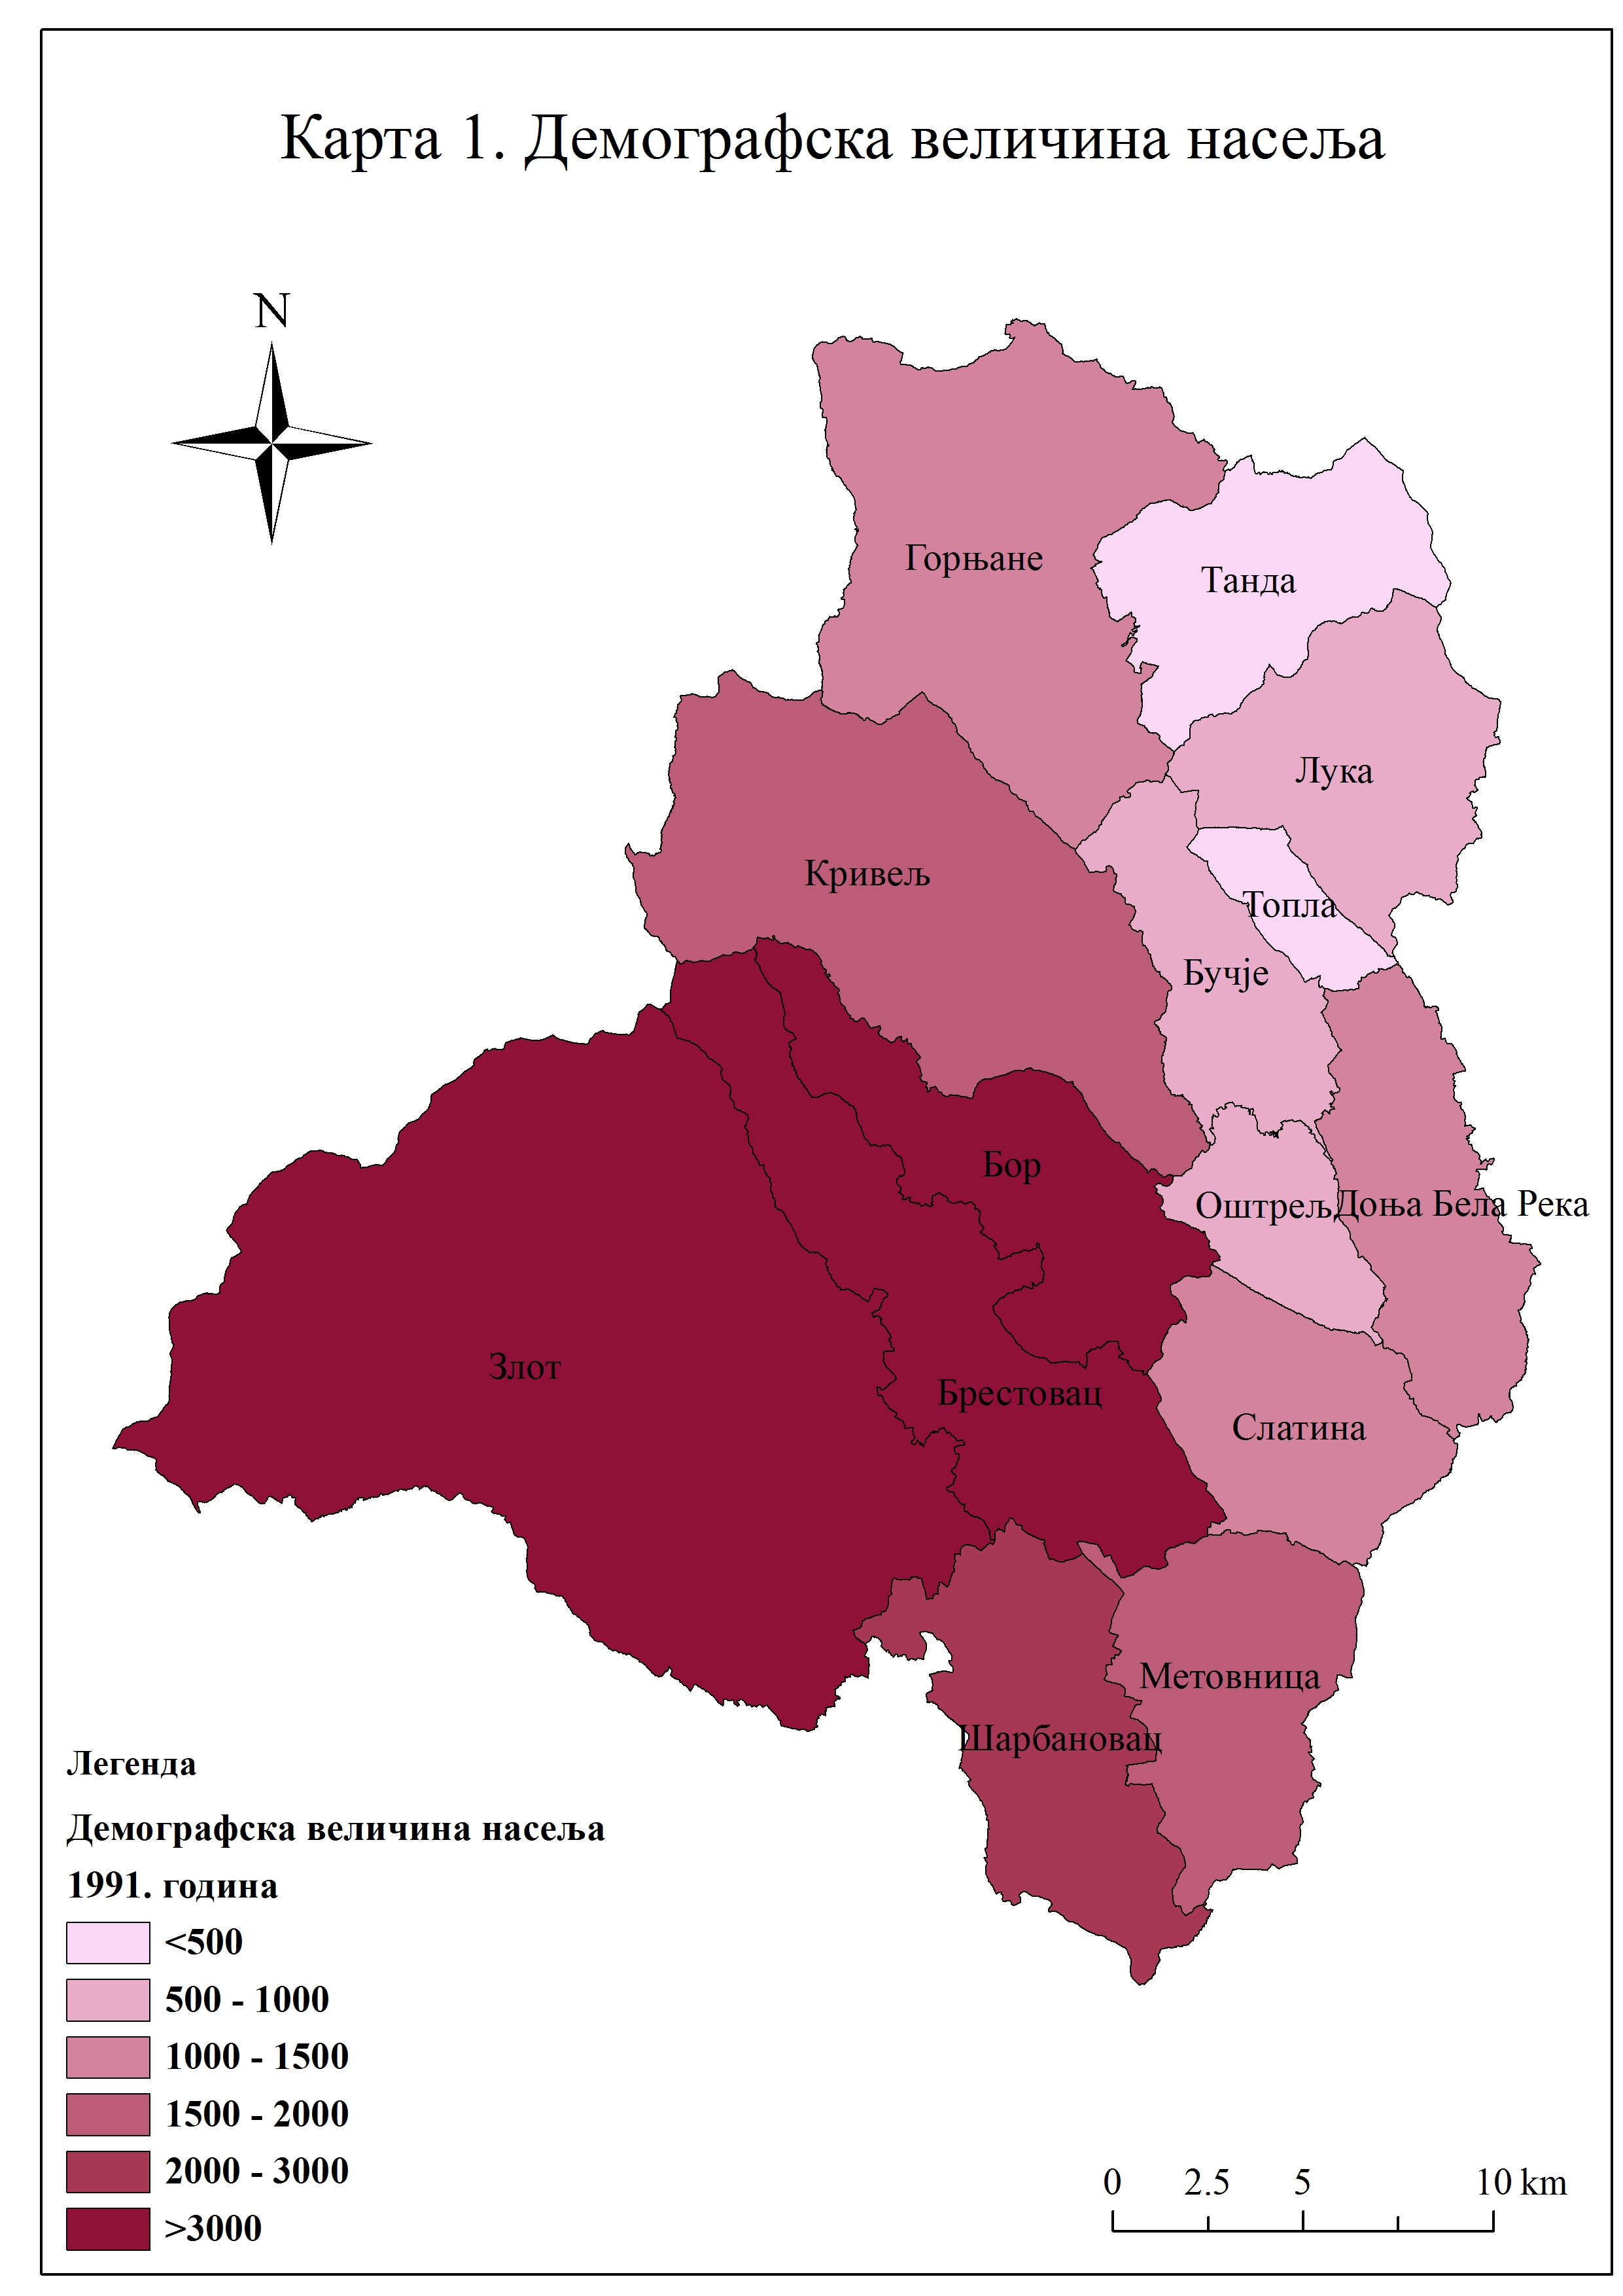 Карта 1. Демографска величина насеља
N
Горњане
Танда
Лука
Кривељ
Топла
Бучје
Бор
Оштрељ
Доња Бела Река
Злот
Брестовац
Слатина
Метовница
Шарбановац
Легенда
Демографска величина насеља
1991. година
<500
500 - 1000
1000 - 1500
1500 - 2000
2000 - 3000
>3000
0 2.5 5 10 km